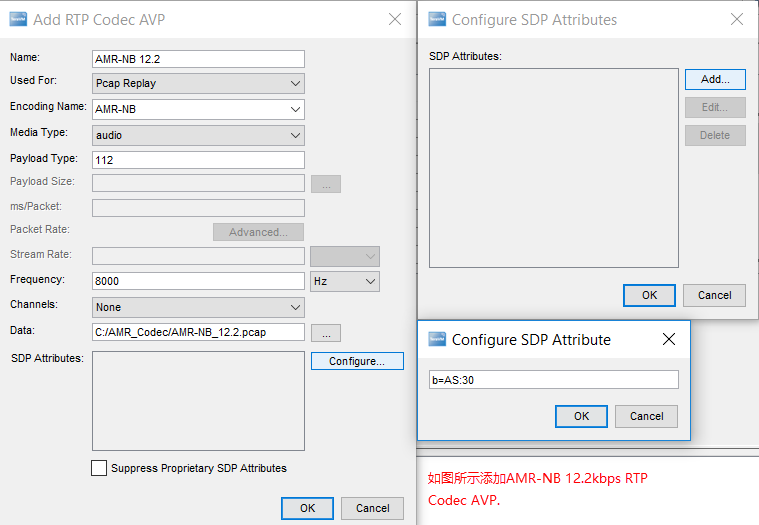 Add RTP Codec AVP
Name:
AMR-NB 12.2
Used For:
Pcap Replay
Encoding Name:
AMR-NB
Media Type:
audio
Payload Type:
112
Payload Size:
...
ms/Packet:
Packet Rate:
Advanced...
Stream Rate:
Frequency:
8000
Hz
Channels:
None
Data:
C:/AMR_Codec/AMR-NB_12.2.pcap
...
SDP Attributes:
Configure...
Suppress Proprietary SDP Attributes
OK
Cancel
Configure SDP Attributes
SDP Attributes:
Add...
Edit...
Delete
OK
Cancel
Configure SDP Attribute
b=AS:30
OK
Cancel
如图所示添加AMR-NB 12.2kbps RTP
Codec AVP.